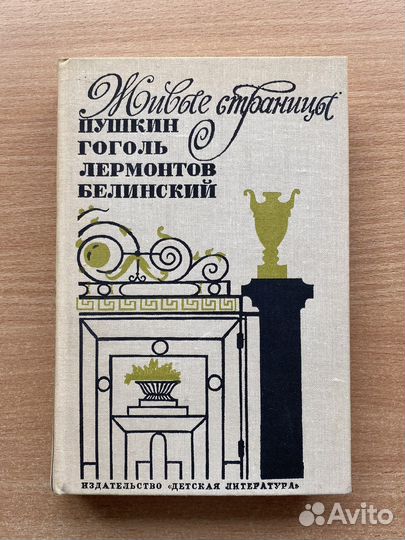 Живые страницы
ПУШКИН
ГОГОЛЬ
ЛЕРМОНТОВ
БЕЛИНСКИЙ
ИЗДАТЕЛЬСТВО «ДЕТСКАЯ ЛИТЕРАТУРА»
Avito